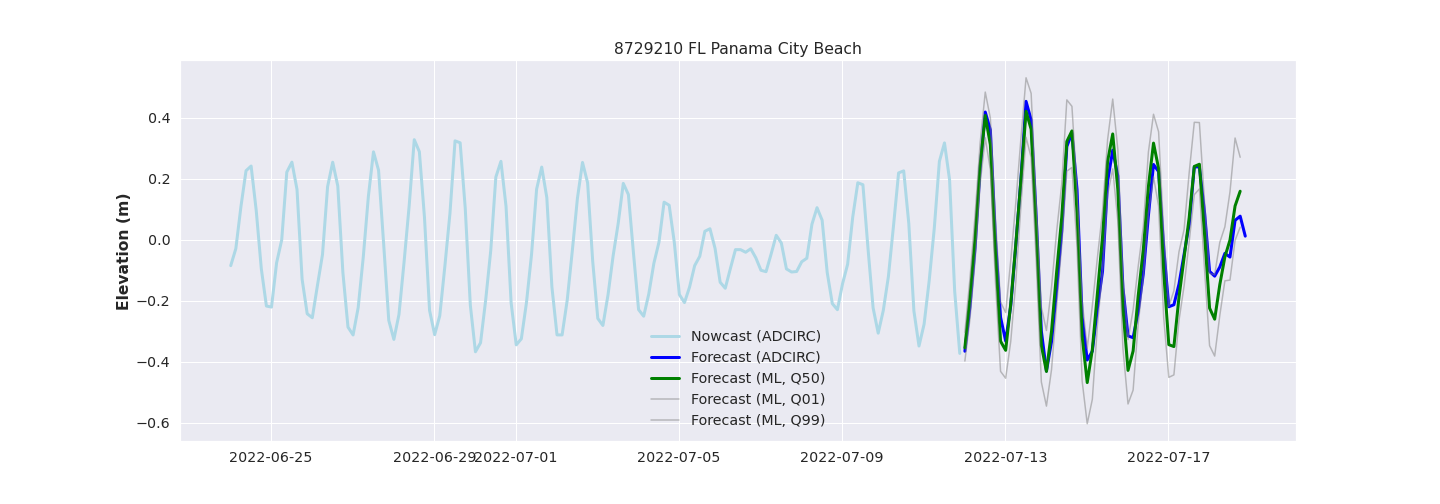 8729210 FL Panama City Beach
Elevation (m)
0.4
0.2
0.0
−0.2
−0.4
−0.6
Nowcast (ADCIRC)
Forecast (ADCIRC)
Forecast (ML, Q50)
Forecast (ML, Q01)
Forecast (ML, Q99)
2022-06-25 2022-06-29 2022-07-01 2022-07-05 2022-07-09 2022-07-13 2022-07-17